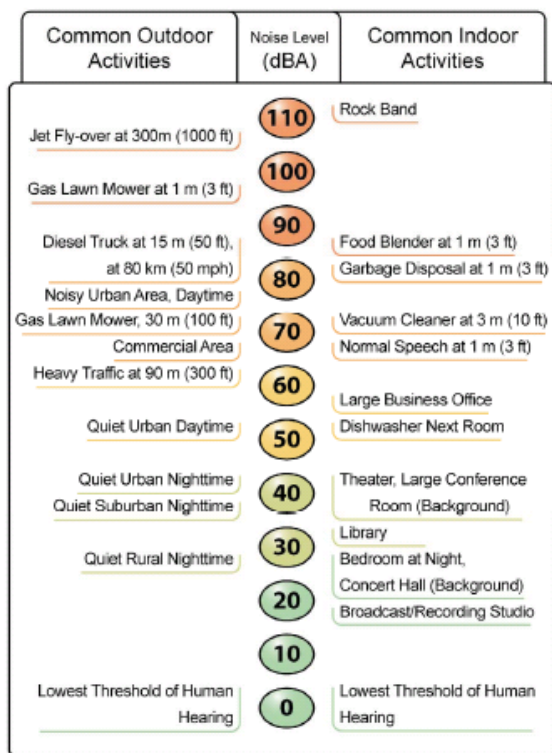 Common Outdoor
Activities
Noise Level
(dBA)
Common Indoor
Activities
110
Rock Band
Jet Fly-over at 300m (1000 ft)
100
Gas Lawn Mower at 1 m (3 ft)
90
Diesel Truck at 15 m (50 ft),
at 80 km (50 mph)
Food Blender at 1 m (3 ft)
80
Garbage Disposal at 1 m (3 ft)
Noisy Urban Area, Daytime
Gas Lawn Mower, 30 m (100 ft)
70
Vacuum Cleaner at 3 m (10 ft)
Commercial Area
Normal Speech at 1 m (3 ft)
Heavy Traffic at 90 m (300 ft)
60
Large Business Office
Quiet Urban Daytime
50
Dishwasher Next Room
Quiet Urban Nighttime
40
Theater, Large Conference
Room (Background)
Quiet Suburban Nighttime
30
Library
Quiet Rural Nighttime
Bedroom at Night,
Concert Hall (Background)
20
Broadcast/Recording Studio
10
Lowest Threshold of Human
Hearing
0
Lowest Threshold of Human
Hearing